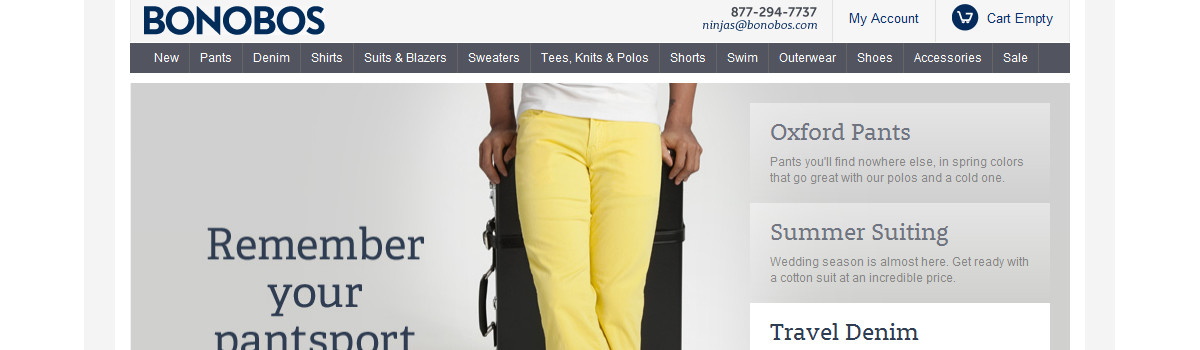 BONOBOS
877-294-7737
ninjas@bonobos.com
My Account
Cart Empty
New Pants Denim Shirts Suits & Blazers Sweaters Tees, Knits & Polos Shorts Swim Outerwear Shoes Accessories Sale
Remember
your
pantsport
Oxford Pants
Pants you'll find nowhere else, in spring colors
that go great with our polos and a cold one.
Summer Suiting
Wedding season is almost here. Get ready with
a cotton suit at an incredible price.
Travel Denim